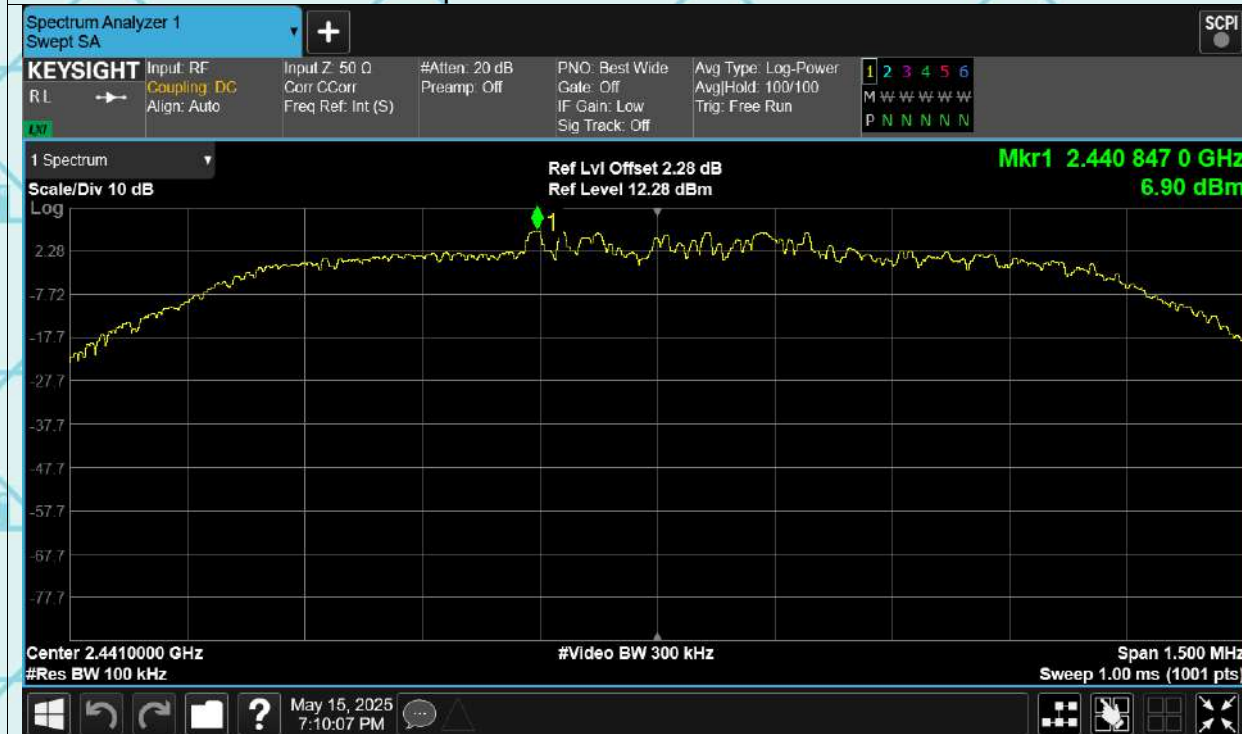 Spectrum Analyzer 1
Swept SA
+
SCPI
KEYSIGHT
RL
LXI
Input: RF
Coupling: DC
Align: Auto
Input Z: 50 Ω
Corr CCorr
Freq Ref: Int (S)
#Atten: 20 dB
Preamp: Off
PNO: Best Wide
Gate: Off
IF Gain: Low
Sig Track: Off
Avg Type: Log-Power
Avg|Hold: 100/100
Trig: Free Run
1 2 3 4 5 6
M W W W W W
P N N N N N
1 Spectrum
Scale/Div 10 dB
Log
Ref Lvl Offset 2.28 dB
Ref Level 12.28 dBm
Mkr1 2.440 847 0 GHz
6.90 dBm
1
2.28
-7.72
-17.7
-27.7
-37.7
-47.7
-57.7
-67.7
-77.7
Center 2.4410000 GHz
#Res BW 100 kHz
#Video BW 300 kHz
Span 1.500 MHz
Sweep 1.00 ms (1001 pts)
?
May 15, 2025
7:10:07 PM